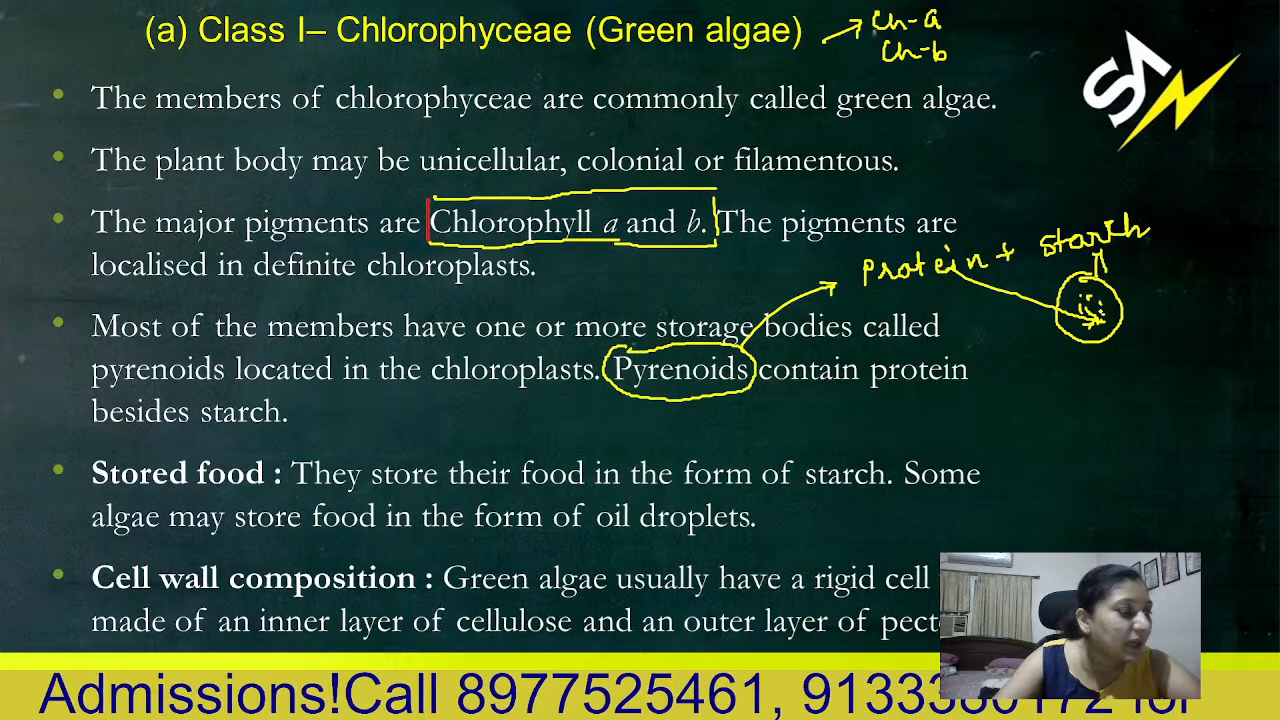 (a) Class I– Chlorophyceae (Green algae)
Ch-a
Ch-b
SAN
• The members of chlorophyceae are commonly called green algae.
• The plant body may be unicellular, colonial or filamentous.
• The major pigments are Chlorophyll a and b. The pigments are
localised in definite chloroplasts.
Protein + starch
• Most of the members have one or more storage bodies called
pyrenoids located in the chloroplasts. Pyrenoids contain protein
besides starch.
• Stored food : They store their food in the form of starch. Some
algae may store food in the form of oil droplets.
• Cell wall composition : Green algae usually have a rigid cell
made of an inner layer of cellulose and an outer layer of
Admissions!Call 8977525461,